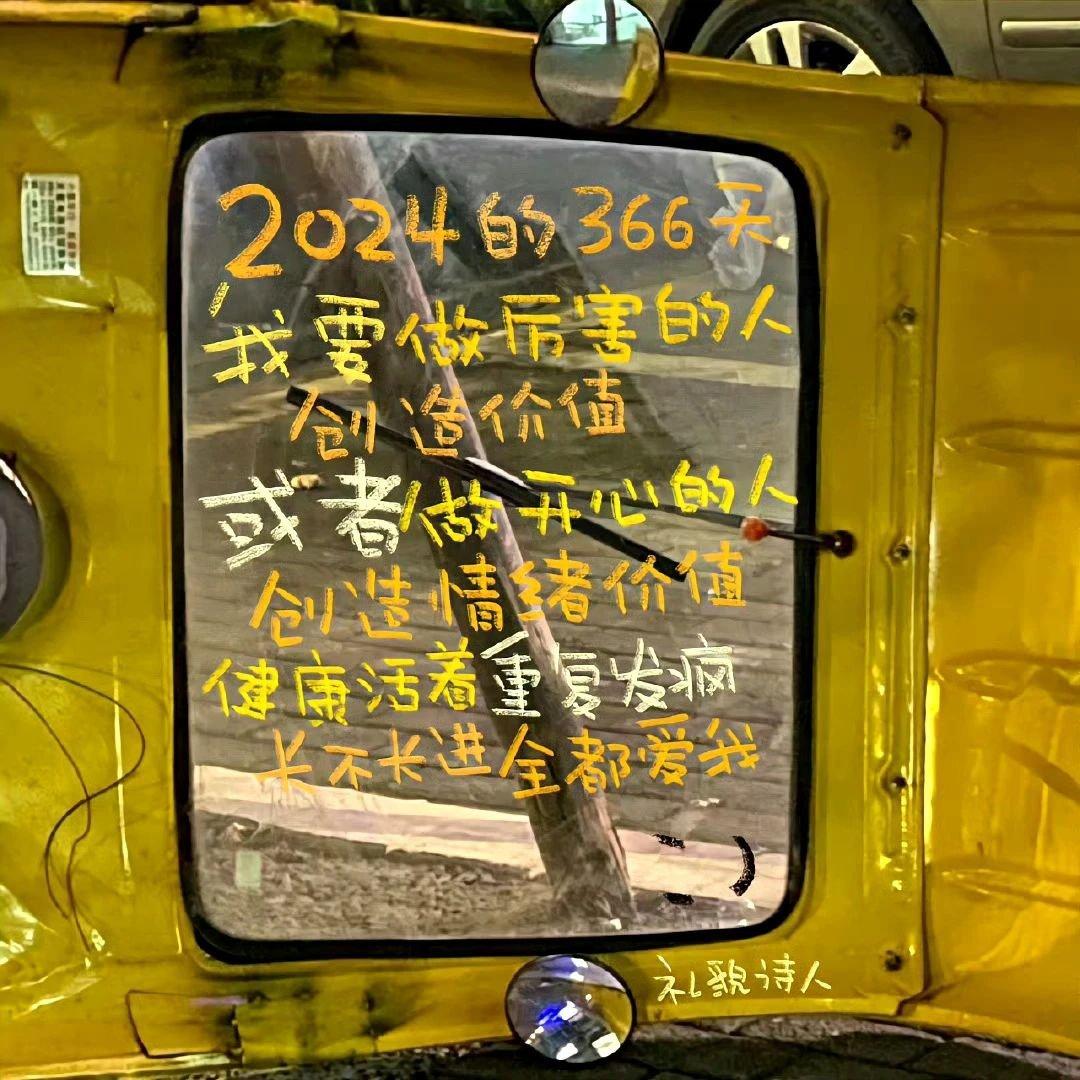 2024的366天
我要做厉害的人
创造价值
或者做开心的人
创造情绪价值
健康活着重复发疯
长不长进全都爱我
:)
礼貌诗人